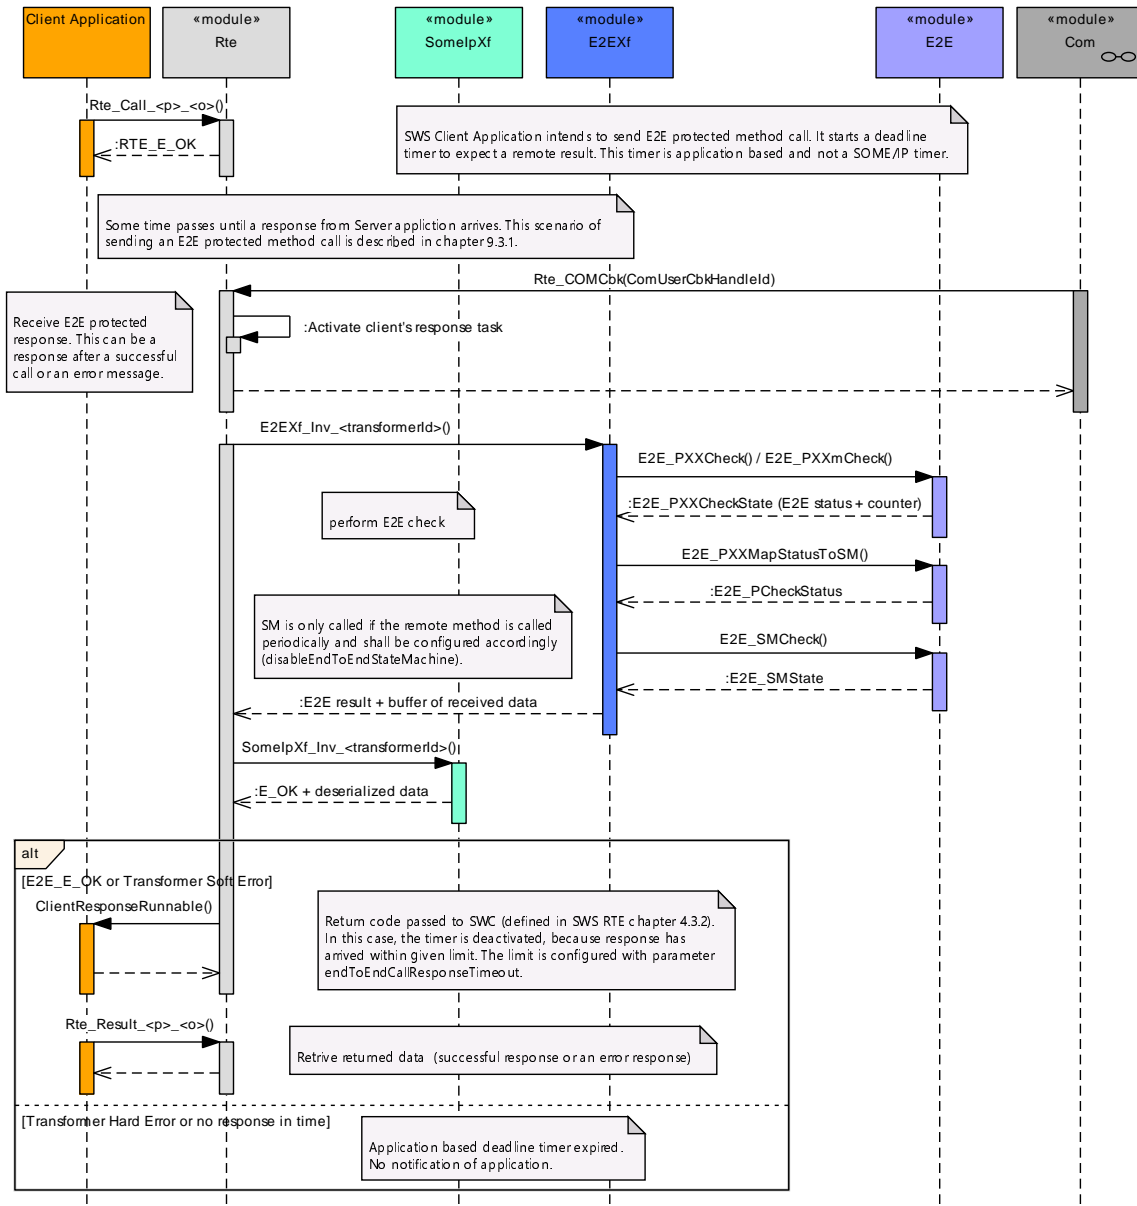 Client Application
«module»
Rte
«module»
SomeIpXf
«module»
E2EXf
«module»
E2E
«module»
Com
Rte_Call_<p>_<o>()
:RTE_E_OK
SWS Client Application intends to send E2E protected method call. It starts a deadline
timer to expect a remote result. This timer is application based and not a SOME/IP timer.
Some time passes until a response from Server appliction arrives. This scenario of
sending an E2E protected method call is described in chapter 9.3.1.
Rte_COMCbk(ComUserCbkHandleId)
Receive E2E protected
response. This can be a
response after a successful
call or an error message.
:Activate client's response task
E2EXf_Inv_<transformerId>()
E2E_PXXCheck() / E2E_PXXmCheck()
:E2E_PXXCheckState (E2E status + counter)
perform E2E check
E2E_PXXMapStatusToSM()
:E2E_PCheckStatus
SM is only called if the remote method is called
periodically and shall be configured accordingly
(disableEndToEndStateMachine).
E2E_SMCheck()
:E2E_SMState
:E2E result + buffer of received data
SomeIpXf_Inv_<transformerId>()
:E_OK + deserialized data
alt
[E2E_E_OK or Transformer Soft Error]
ClientResponseRunnable()
Return code passed to SWC (defined in SWS RTE chapter 4.3.2).
In this case, the timer is deactivated, because response has
arrived within given limit. The limit is configured with parameter
endToEndCallResponseTimeout.
Rte_Result_<p>_<o>()
Retrive returned data (successful response or an error response)
[Transformer Hard Error or no response in time]
Application based deadline timer expired.
No notification of application.